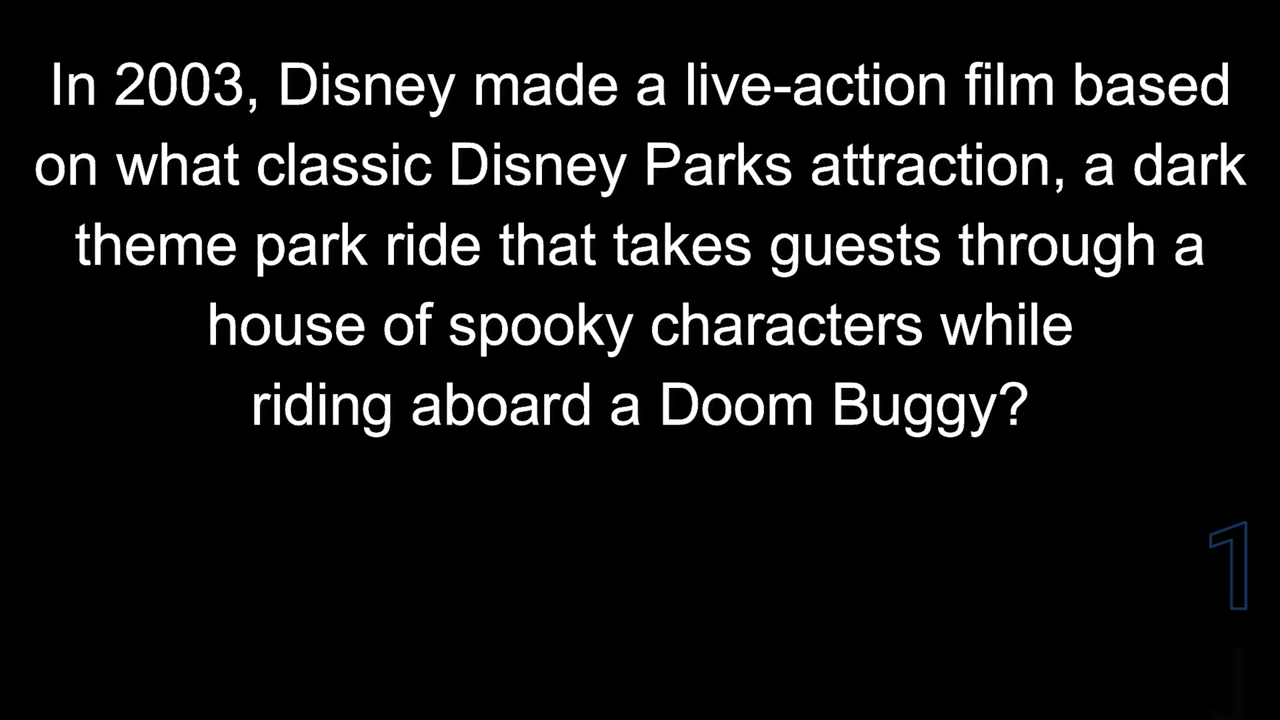 In 2003, Disney made a live-action film based
on what classic Disney Parks attraction, a dark
theme park ride that takes guests through a
house of spooky characters while
riding aboard a Doom Buggy?
1